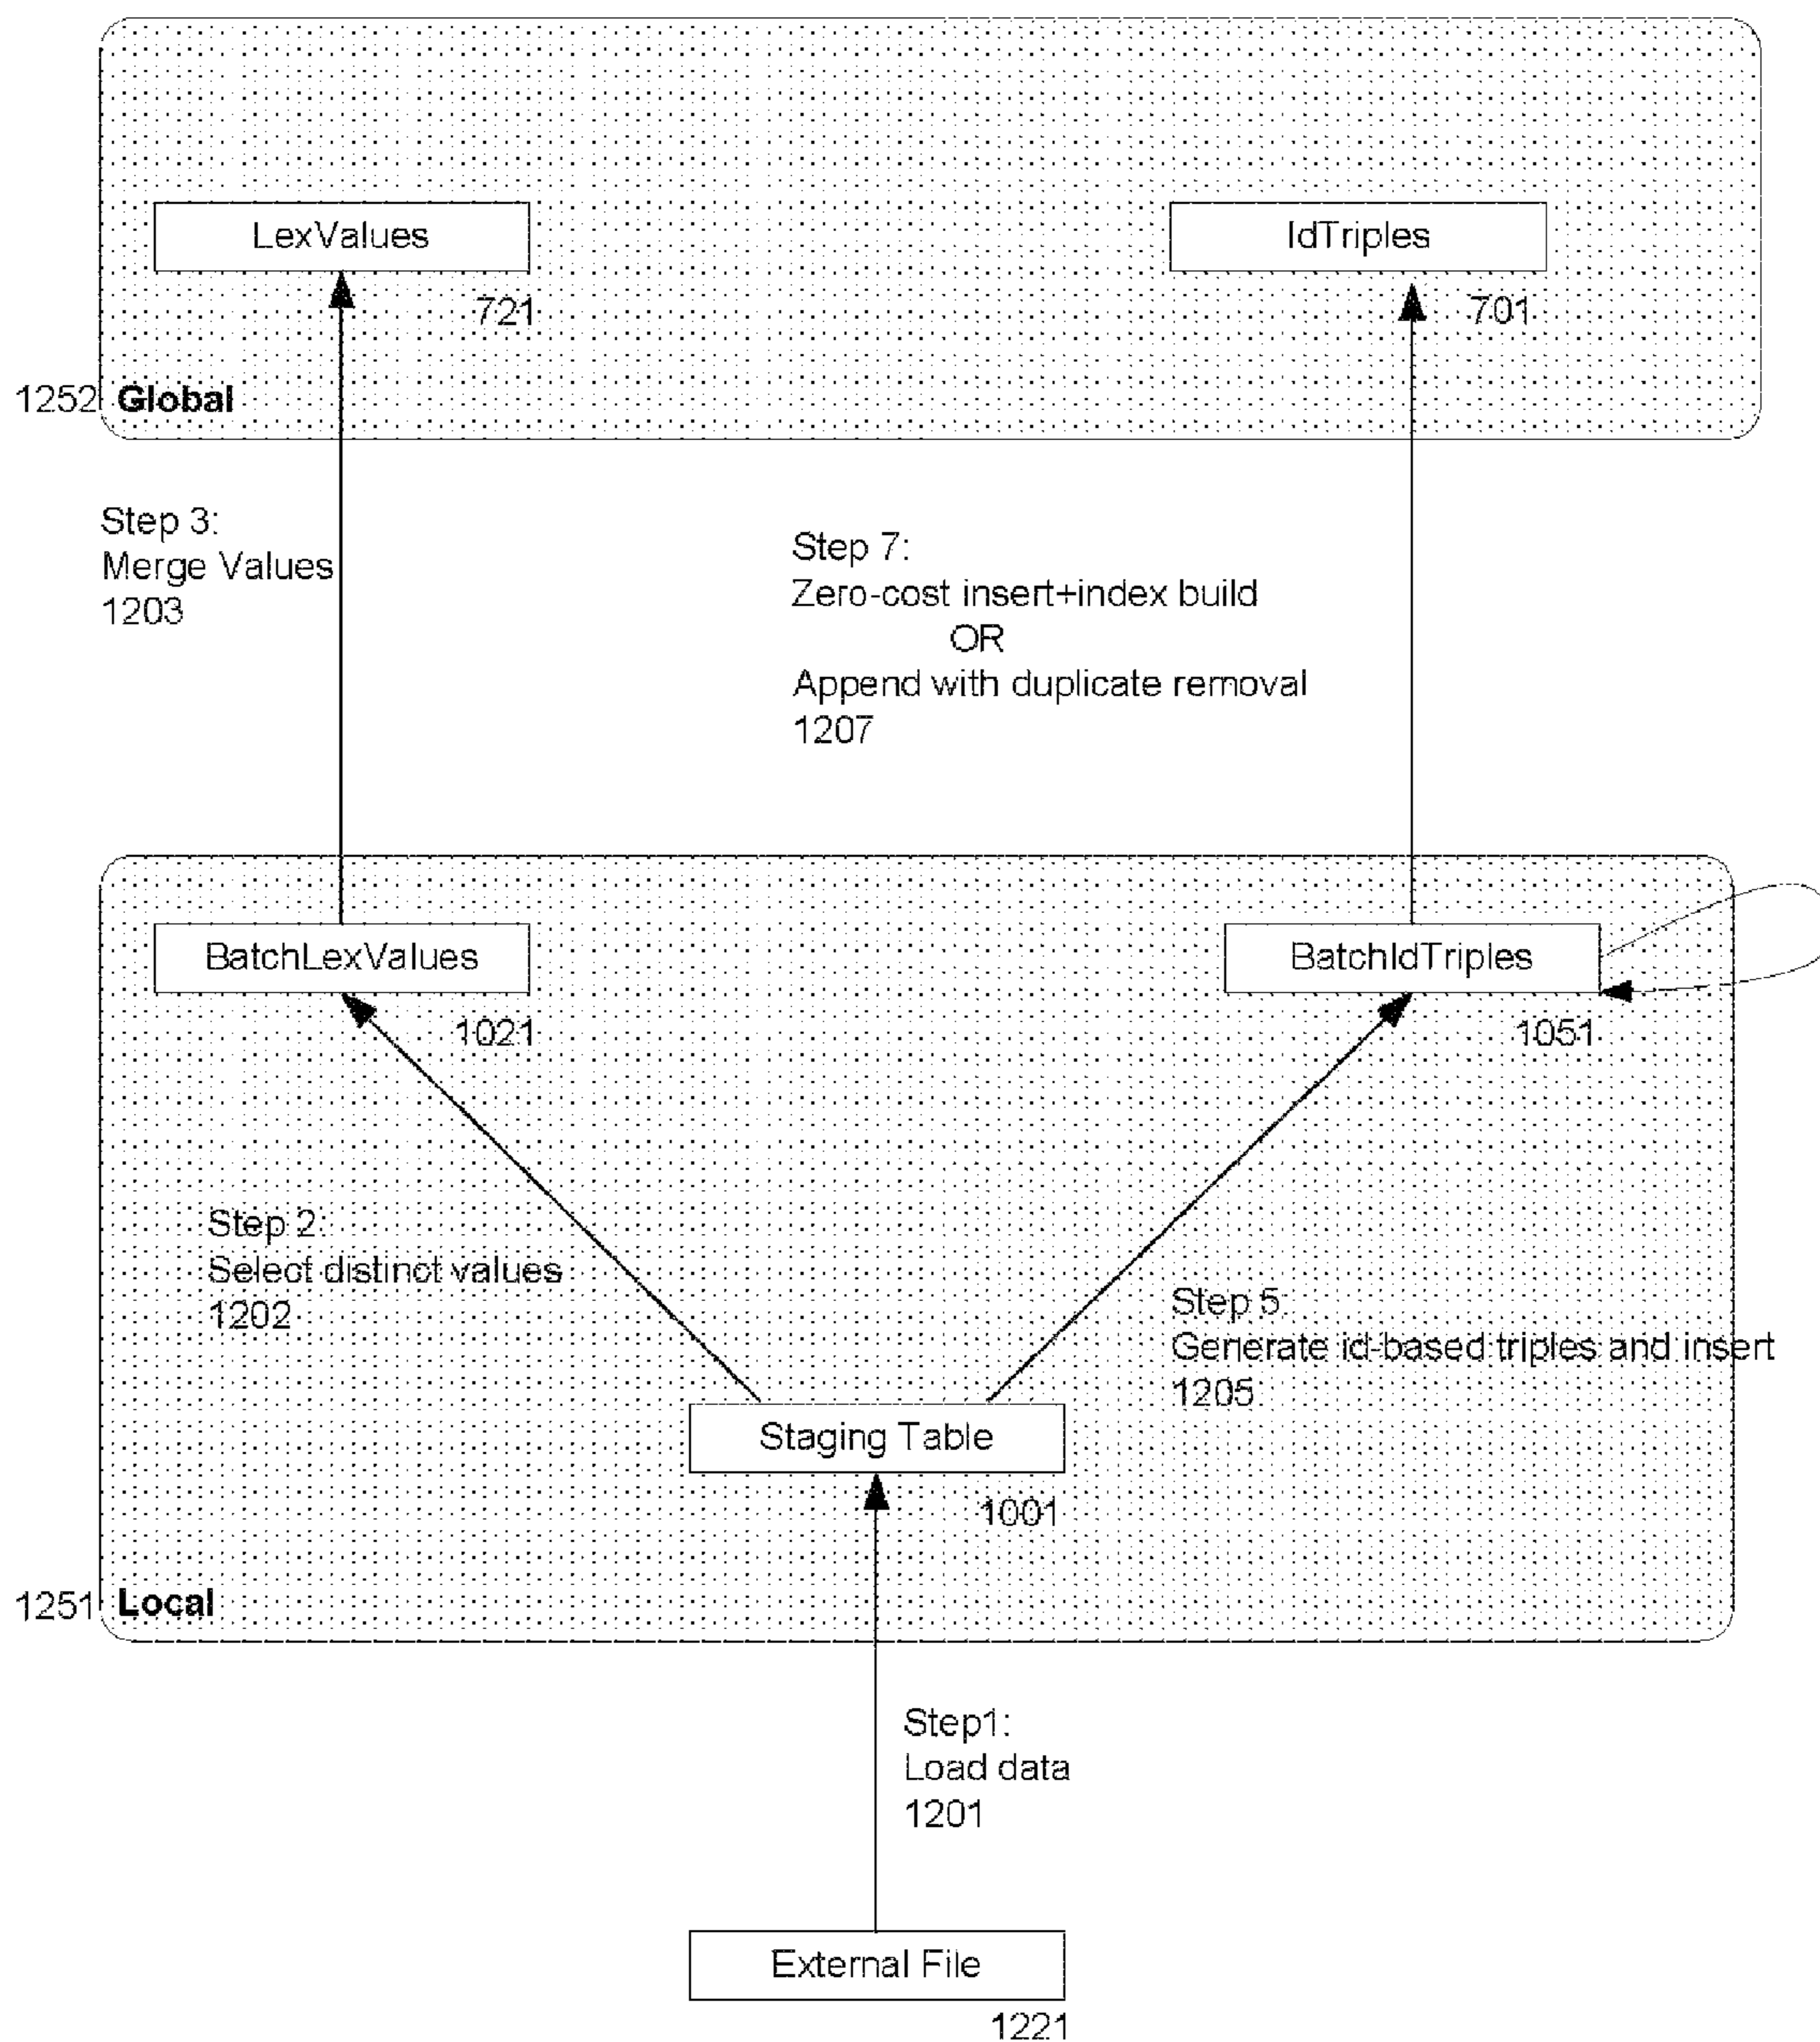 LexValues
IdTriples
721
701
1252
Global
Step 3:
Merge Values
1203
Step 7:
Zero-cost insert+index build
OR
Append with duplicate removal
1207
BatchLexValues
BatchIdTriples
1021
1051
Step 2:
Select distinct values
1202
Step 5
Generate id-based triples and insert
1205
Staging Table
1001
1251
Local
Step1:
Load data
1201
External File
1221